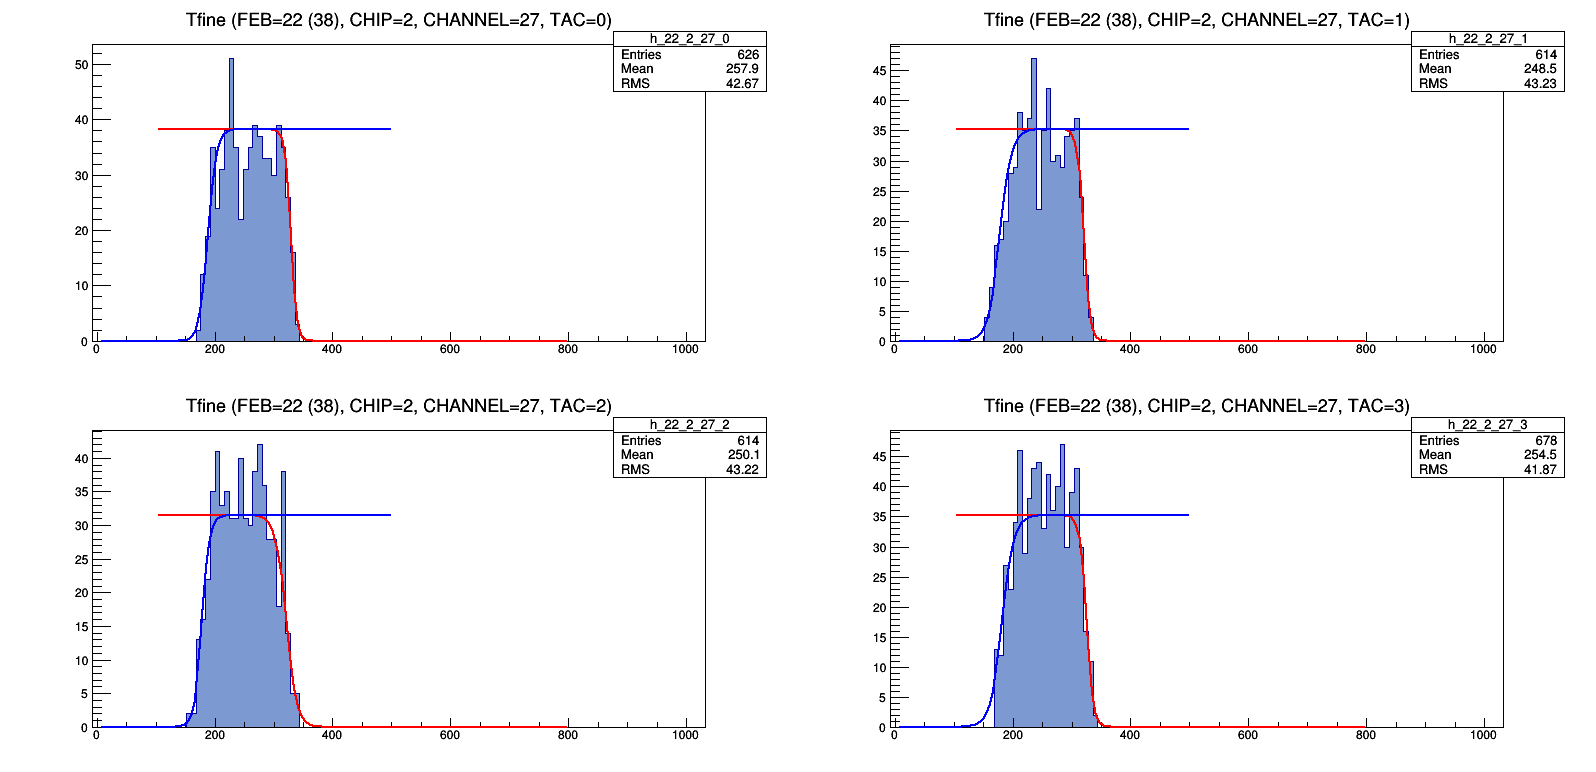 Tfine (FEB=22 (38), CHIP=2, CHANNEL=27, TAC=0)
h_22_2_27_0
Entries 626
Mean 257.9
RMS 42.67
50
40
30
20
10
0
0 200 400 600 800 1000
Tfine (FEB=22 (38), CHIP=2, CHANNEL=27, TAC=1)
h_22_2_27_1
Entries 614
Mean 248.5
RMS 43.23
45
40
35
30
25
20
15
10
5
0
0 200 400 600 800 1000
Tfine (FEB=22 (38), CHIP=2, CHANNEL=27, TAC=2)
h_22_2_27_2
Entries 614
Mean 250.1
RMS 43.22
40
35
30
25
20
15
10
5
0
0 200 400 600 800 1000
Tfine (FEB=22 (38), CHIP=2, CHANNEL=27, TAC=3)
h_22_2_27_3
Entries 678
Mean 254.5
RMS 41.87
45
40
35
30
25
20
15
10
5
0
0 200 400 600 800 1000